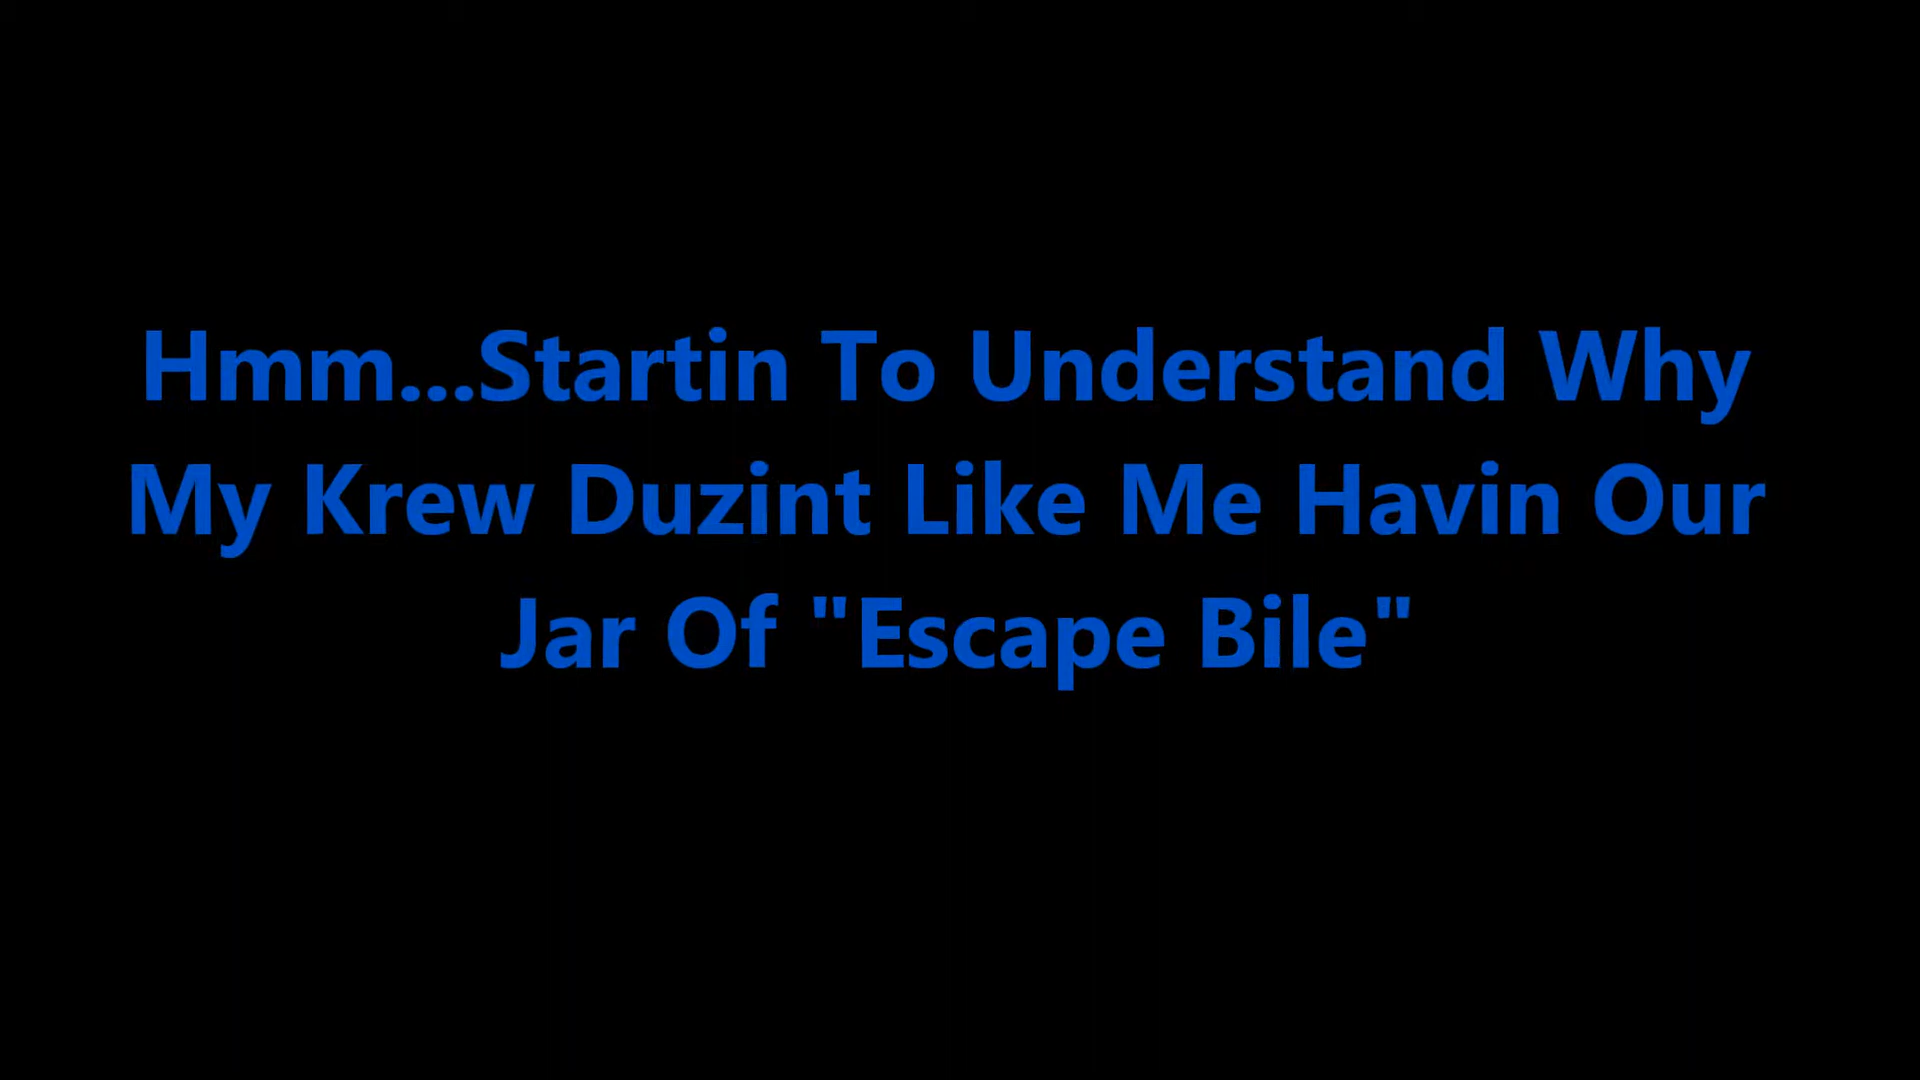 Hmm...Startin To Understand Why
My Krew Duzint Like Me Havin Our
Jar Of "Escape Bile"